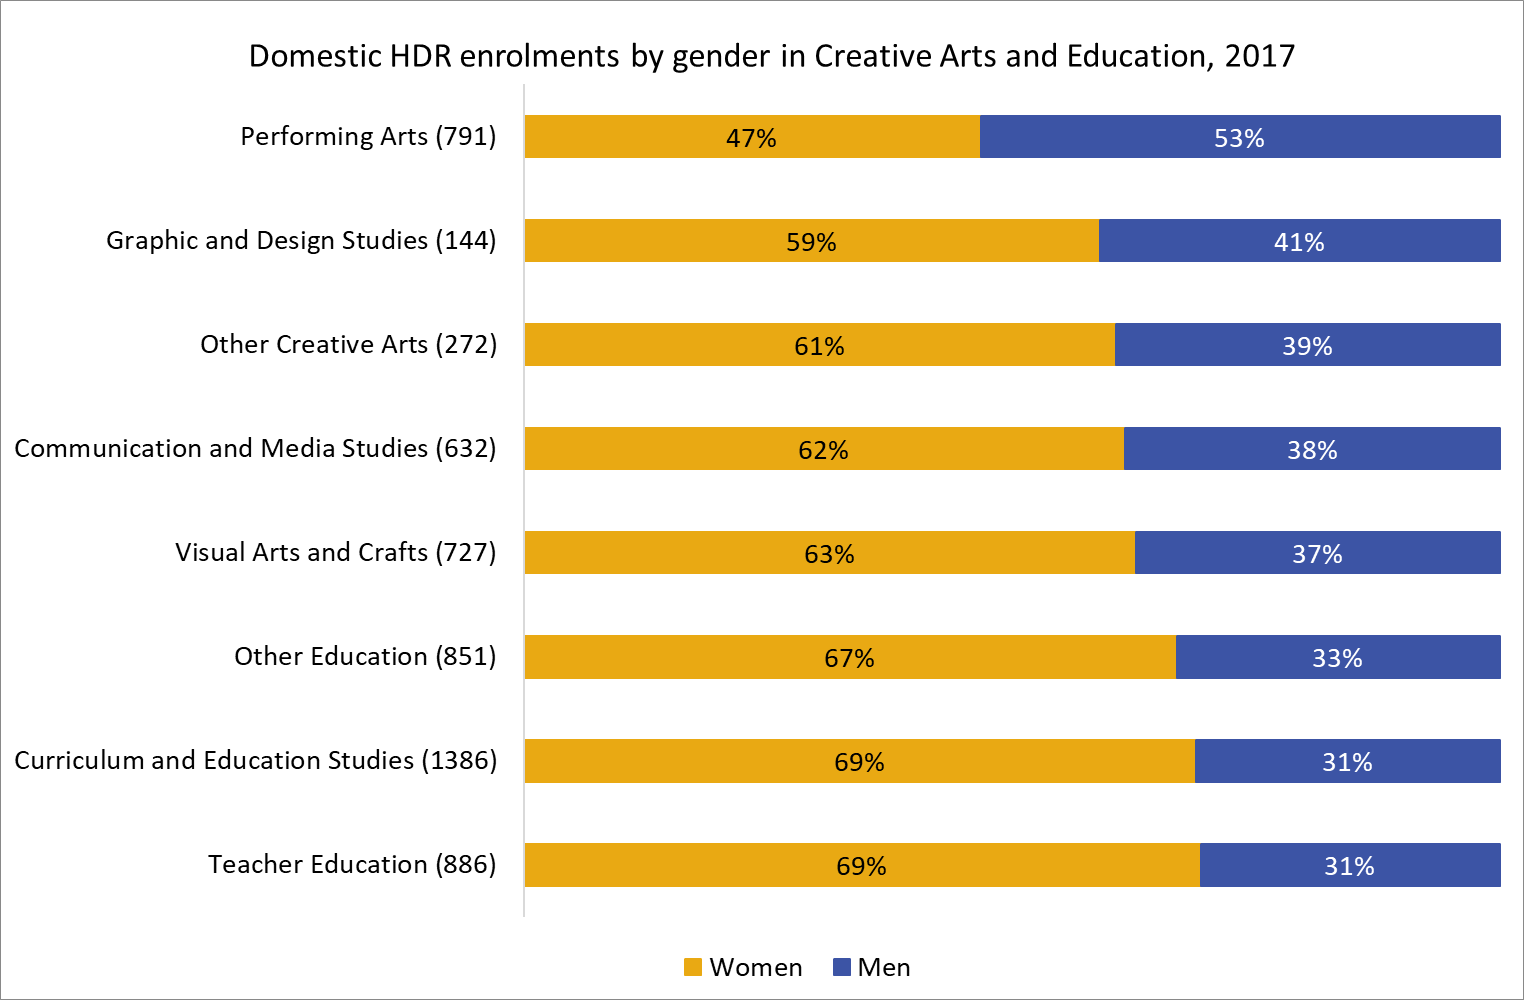 Domestic HDR enrolments by gender in Creative Arts and Education, 2017
Performing Arts (791) 47% 53%
Graphic and Design Studies (144) 59% 41%
Other Creative Arts (272) 61% 39%
Communication and Media Studies (632) 62% 38%
Visual Arts and Crafts (727) 63% 37%
Other Education (851) 67% 33%
Curriculum and Education Studies (1386) 69% 31%
Teacher Education (886) 69% 31%
Women Men